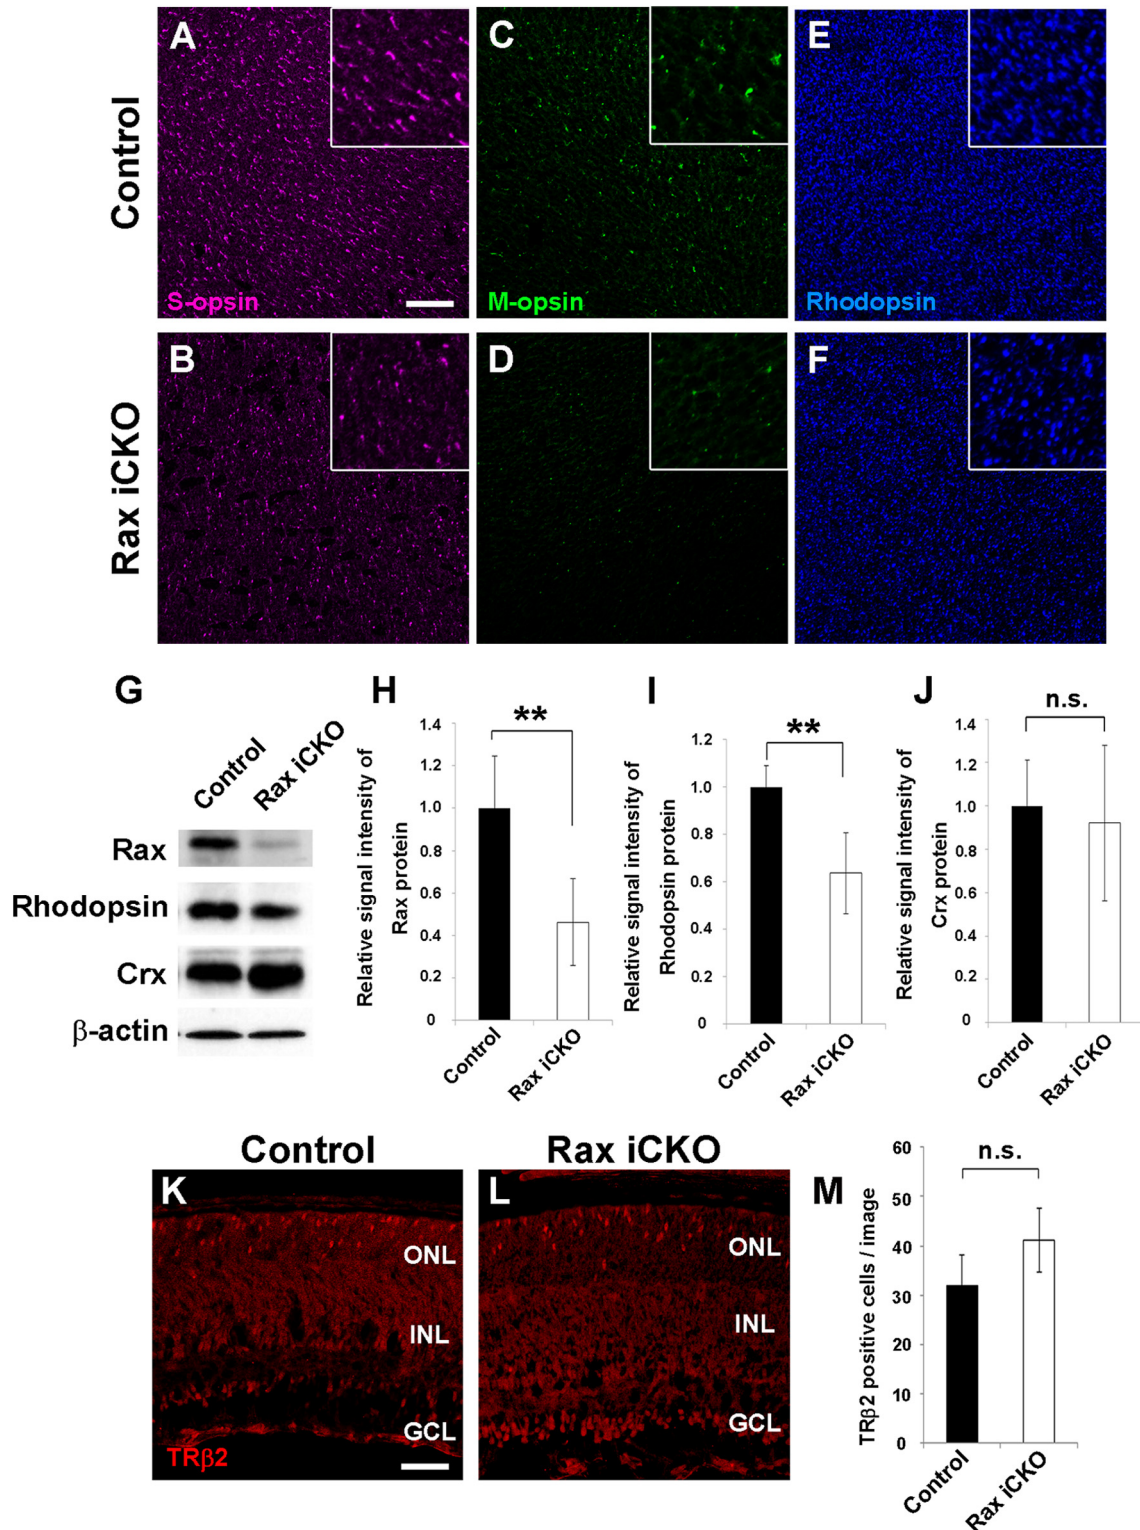 A
C
E
Control
S-opsin
M-opsin
Rhodopsin
B
D
F
Rax iCKO
G
H
I
J
Control
Rax iCKO
Rax
Rhodopsin
Crx
β-actin
**
Relative signal intensity of
Rax protein
1.4
1.2
1.0
0.8
0.6
0.4
0.2
0
Control
Rax iCKO
**
Relative signal intensity of
Rhodopsin protein
1.2
1.0
0.8
0.6
0.4
0.2
0
Control
Rax iCKO
n.s.
Relative signal intensity of
Crx protein
1.4
1.2
1.0
0.8
0.6
0.4
0.2
0
Control
Rax iCKO
Control
Rax iCKO
K
ONL
INL
GCL
TRβ2
L
ONL
INL
GCL
M
n.s.
TRβ2 positive cells / image
60
50
40
30
20
10
0
Control
Rax iCKO